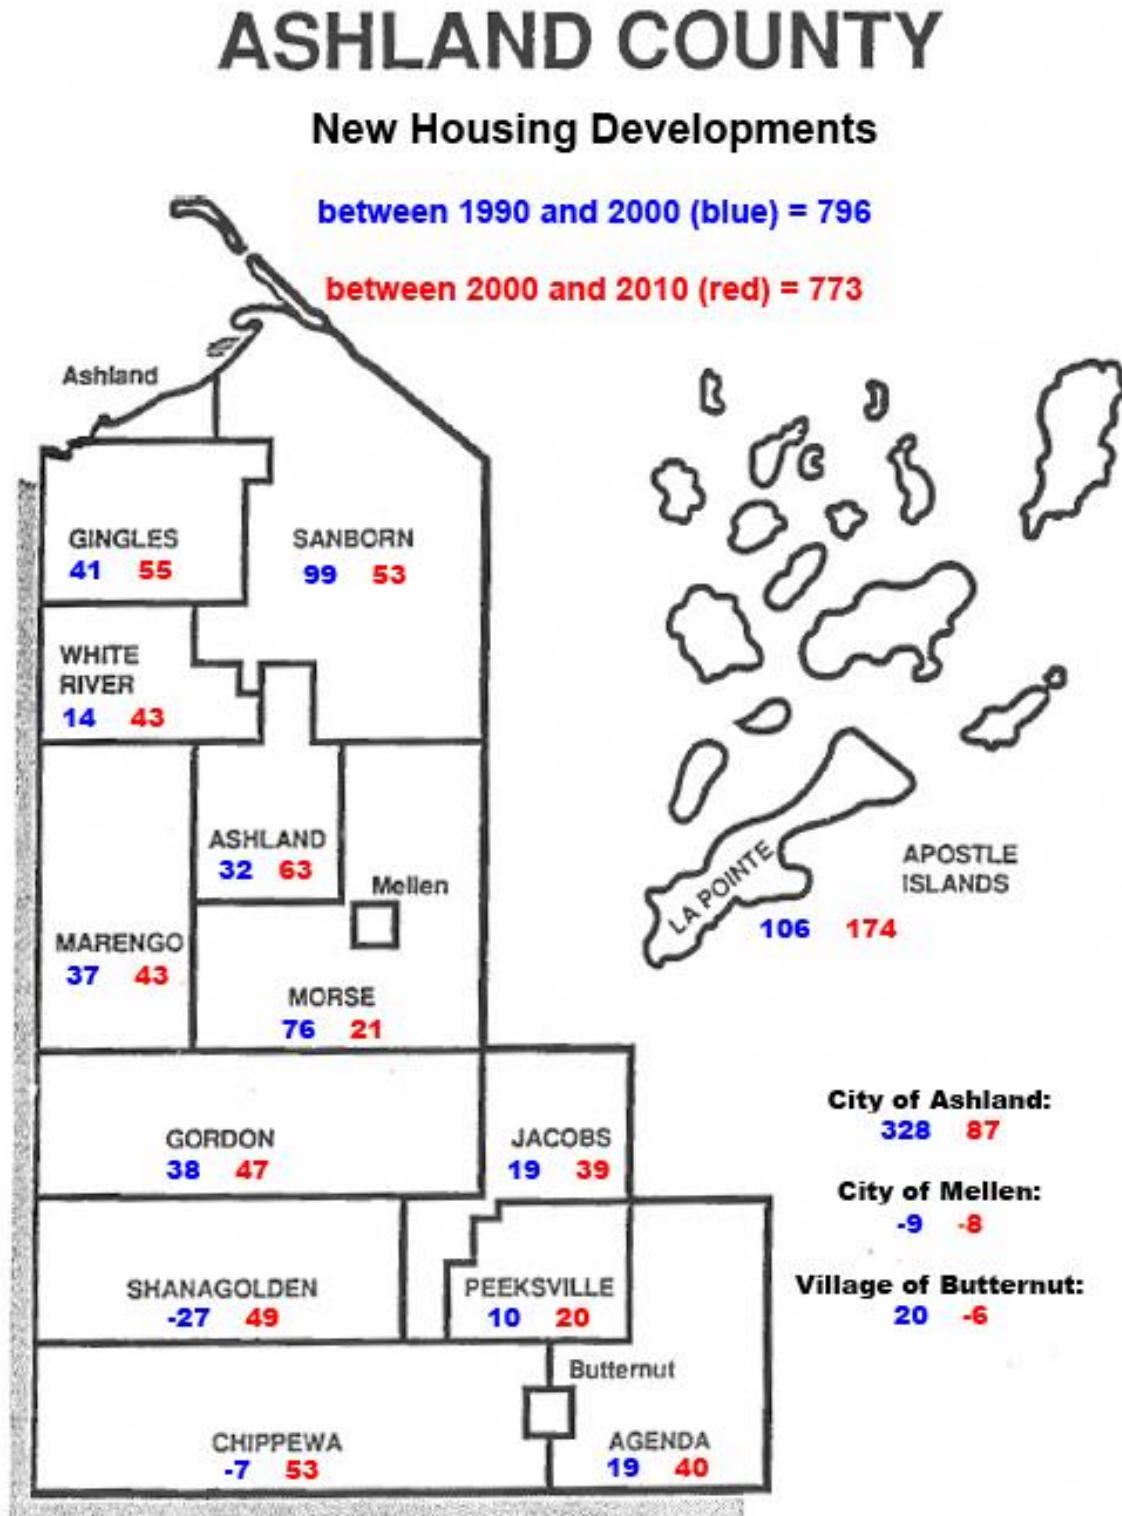 ASHLAND COUNTY
New Housing Developments
between 1990 and 2000 (blue) = 796
between 2000 and 2010 (red) = 773
Ashland
GINGLES
41 55
SANBORN
99 53
WHITE
RIVER
14 43
ASHLAND
32 63
Mellen
MARENGO
37 43
MORSE
76 21
LA POINTE
106 174
APOSTLE
ISLANDS
GORDON
38 47
JACOBS
19 39
City of Ashland:
328 87
City of Mellen:
-9 -8
Village of Butternut:
20 -6
SHANAGOLDEN
-27 49
PEEKSVILLE
10 20
Butternut
CHIPPEWA
-7 53
AGENDA
19 40